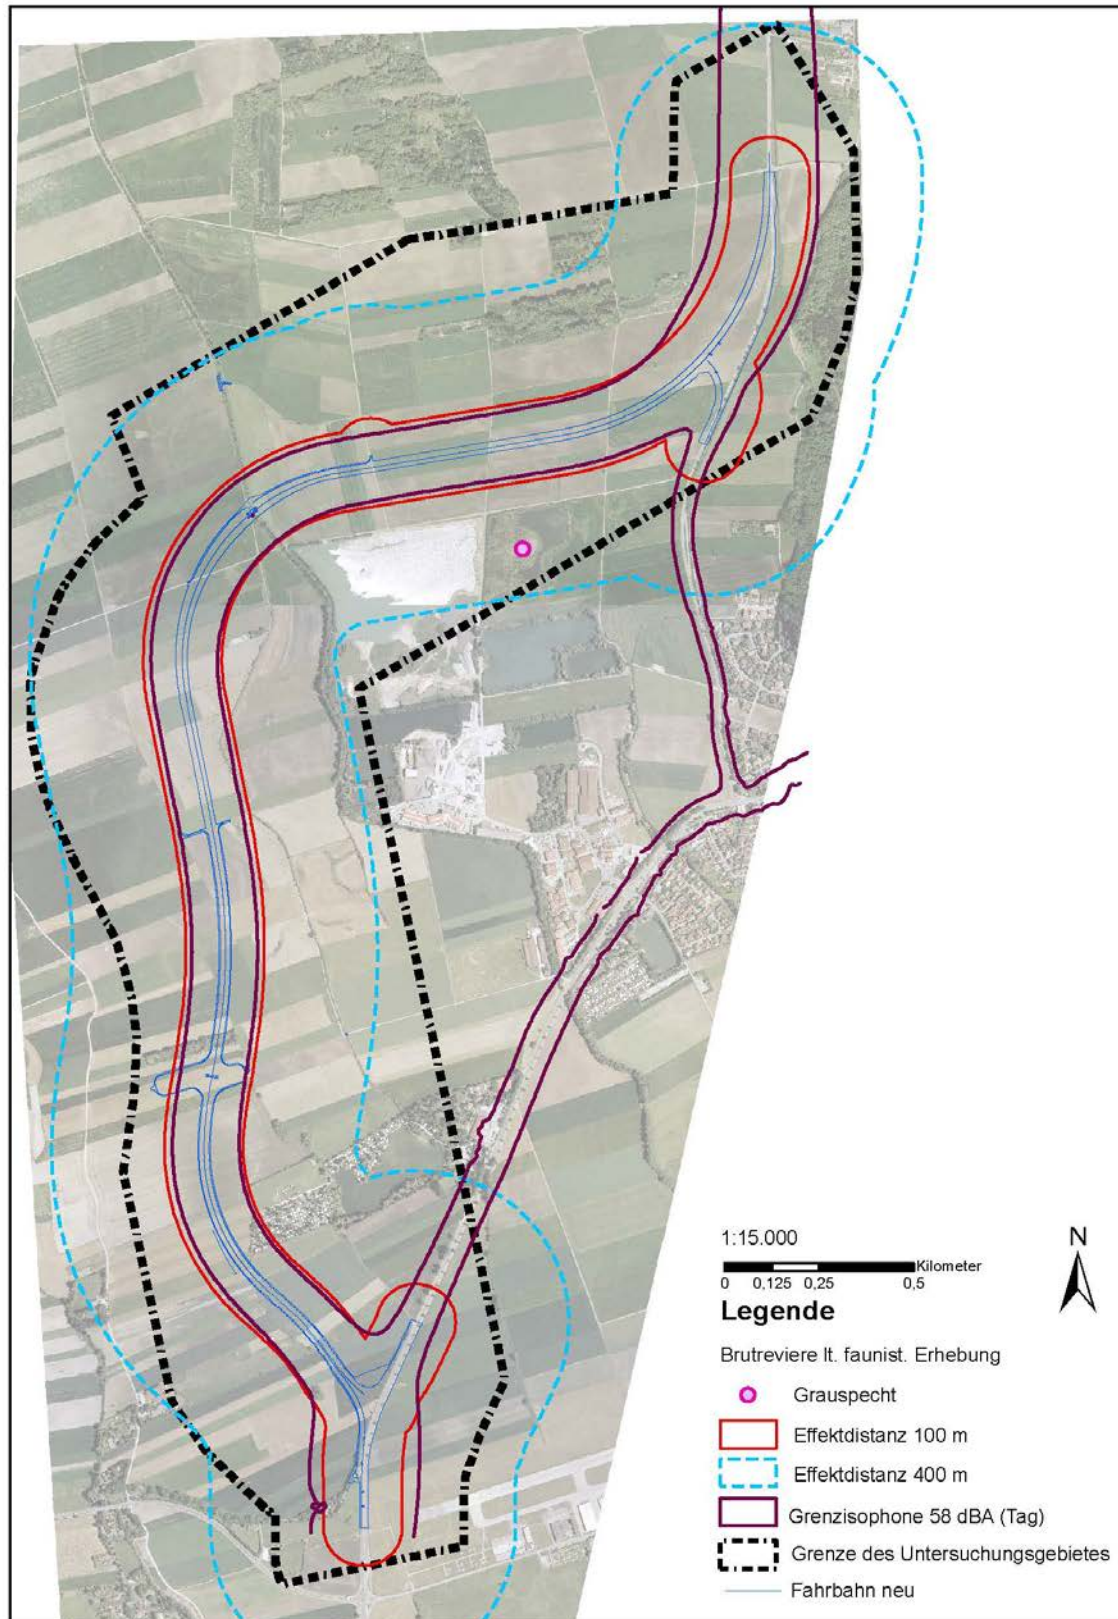 1:15.000
N
Kilometer
0 0,125 0,25 0,5
Legende
Brutreviere lt. faunist. Erhebung
Grauspecht
Effektdistanz 100 m
Effektdistanz 400 m
Grenzisophone 58 dBA (Tag)
Grenze des Untersuchungsgebietes
Fahrbahn neu